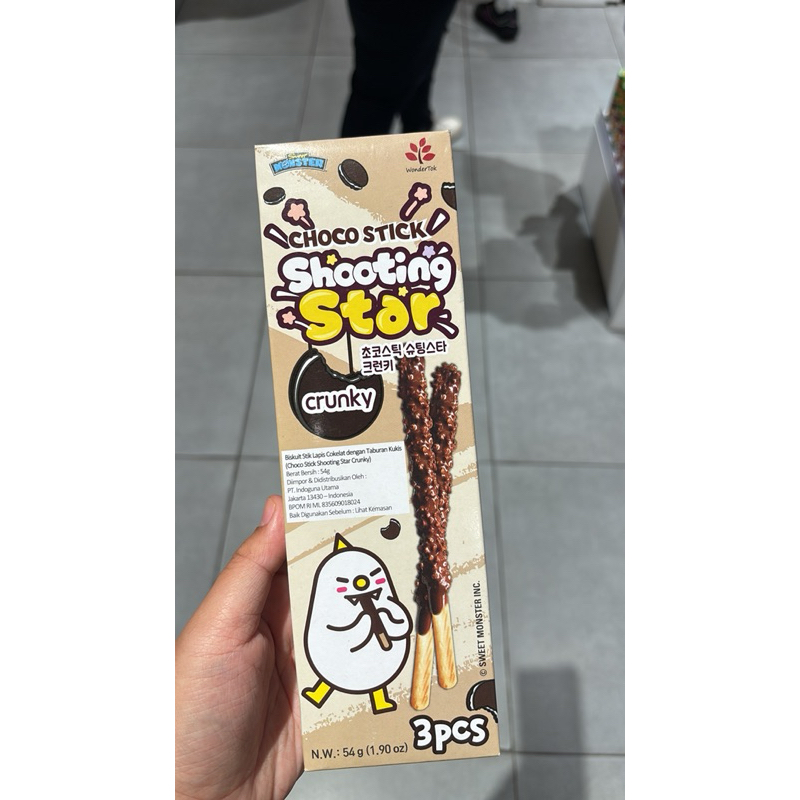 Sweet
MONSTER
WonderTok
CHOCO STICK
Shooting
Star
초코스틱 슈팅스타
크런키
crunky
Biskuit Stik Lapis Cokelat dengan Taburan Kukis
(Choco Stick Shooting Star Crunky)
Berat Bersih : 54g
Diimpor & Didistribusikan Oleh :
PT. Indoguna Utama
Jakarta 13430 – Indonesia
BPOM RI ML 835609018024
Baik Digunakan Sebelum : Lihat Kemasan
© SWEET MONSTER INC.
3pcs
N.W.: 54 g (1.90 oz)